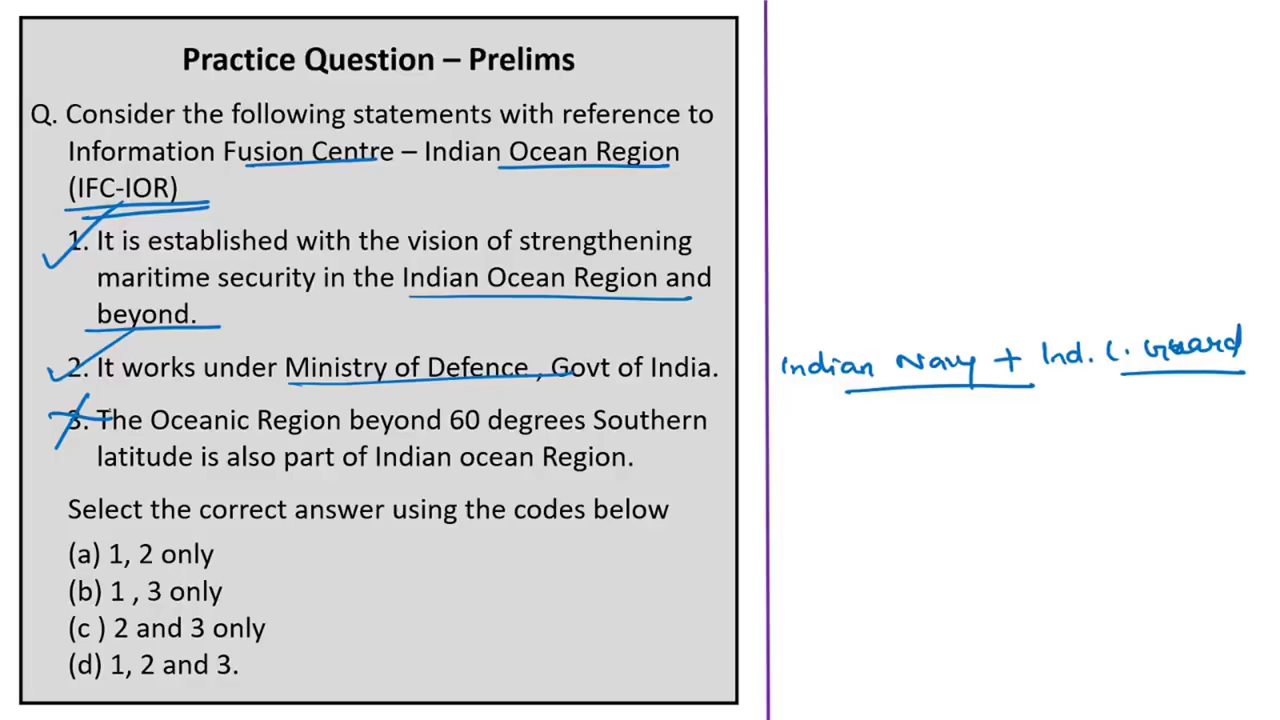 Practice Question – Prelims
Q. Consider the following statements with reference to
Information Fusion Centre – Indian Ocean Region
(IFC-IOR)
1. It is established with the vision of strengthening
maritime security in the Indian Ocean Region and
beyond.
2. It works under Ministry of Defence , Govt of India.
3. The Oceanic Region beyond 60 degrees Southern
latitude is also part of Indian ocean Region.
Select the correct answer using the codes below
(a) 1, 2 only
(b) 1 , 3 only
(c ) 2 and 3 only
(d) 1, 2 and 3.
Indian Navy + Ind. C. Guard